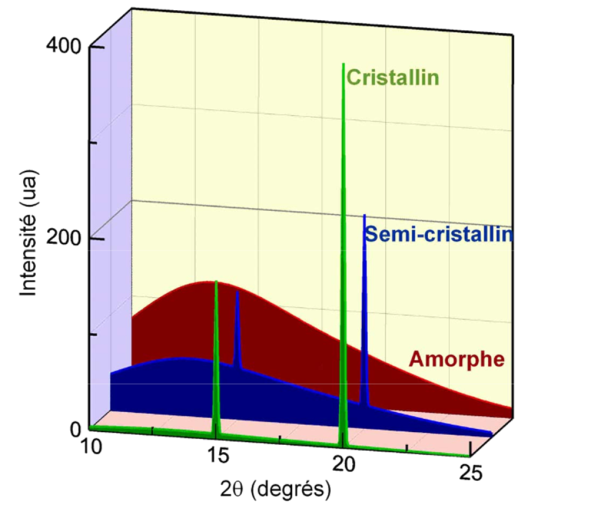 400
Cristallin
200
Semi-cristallin
Intensité (ua)
Amorphe
0
10
15
20
25
2θ (degrés)